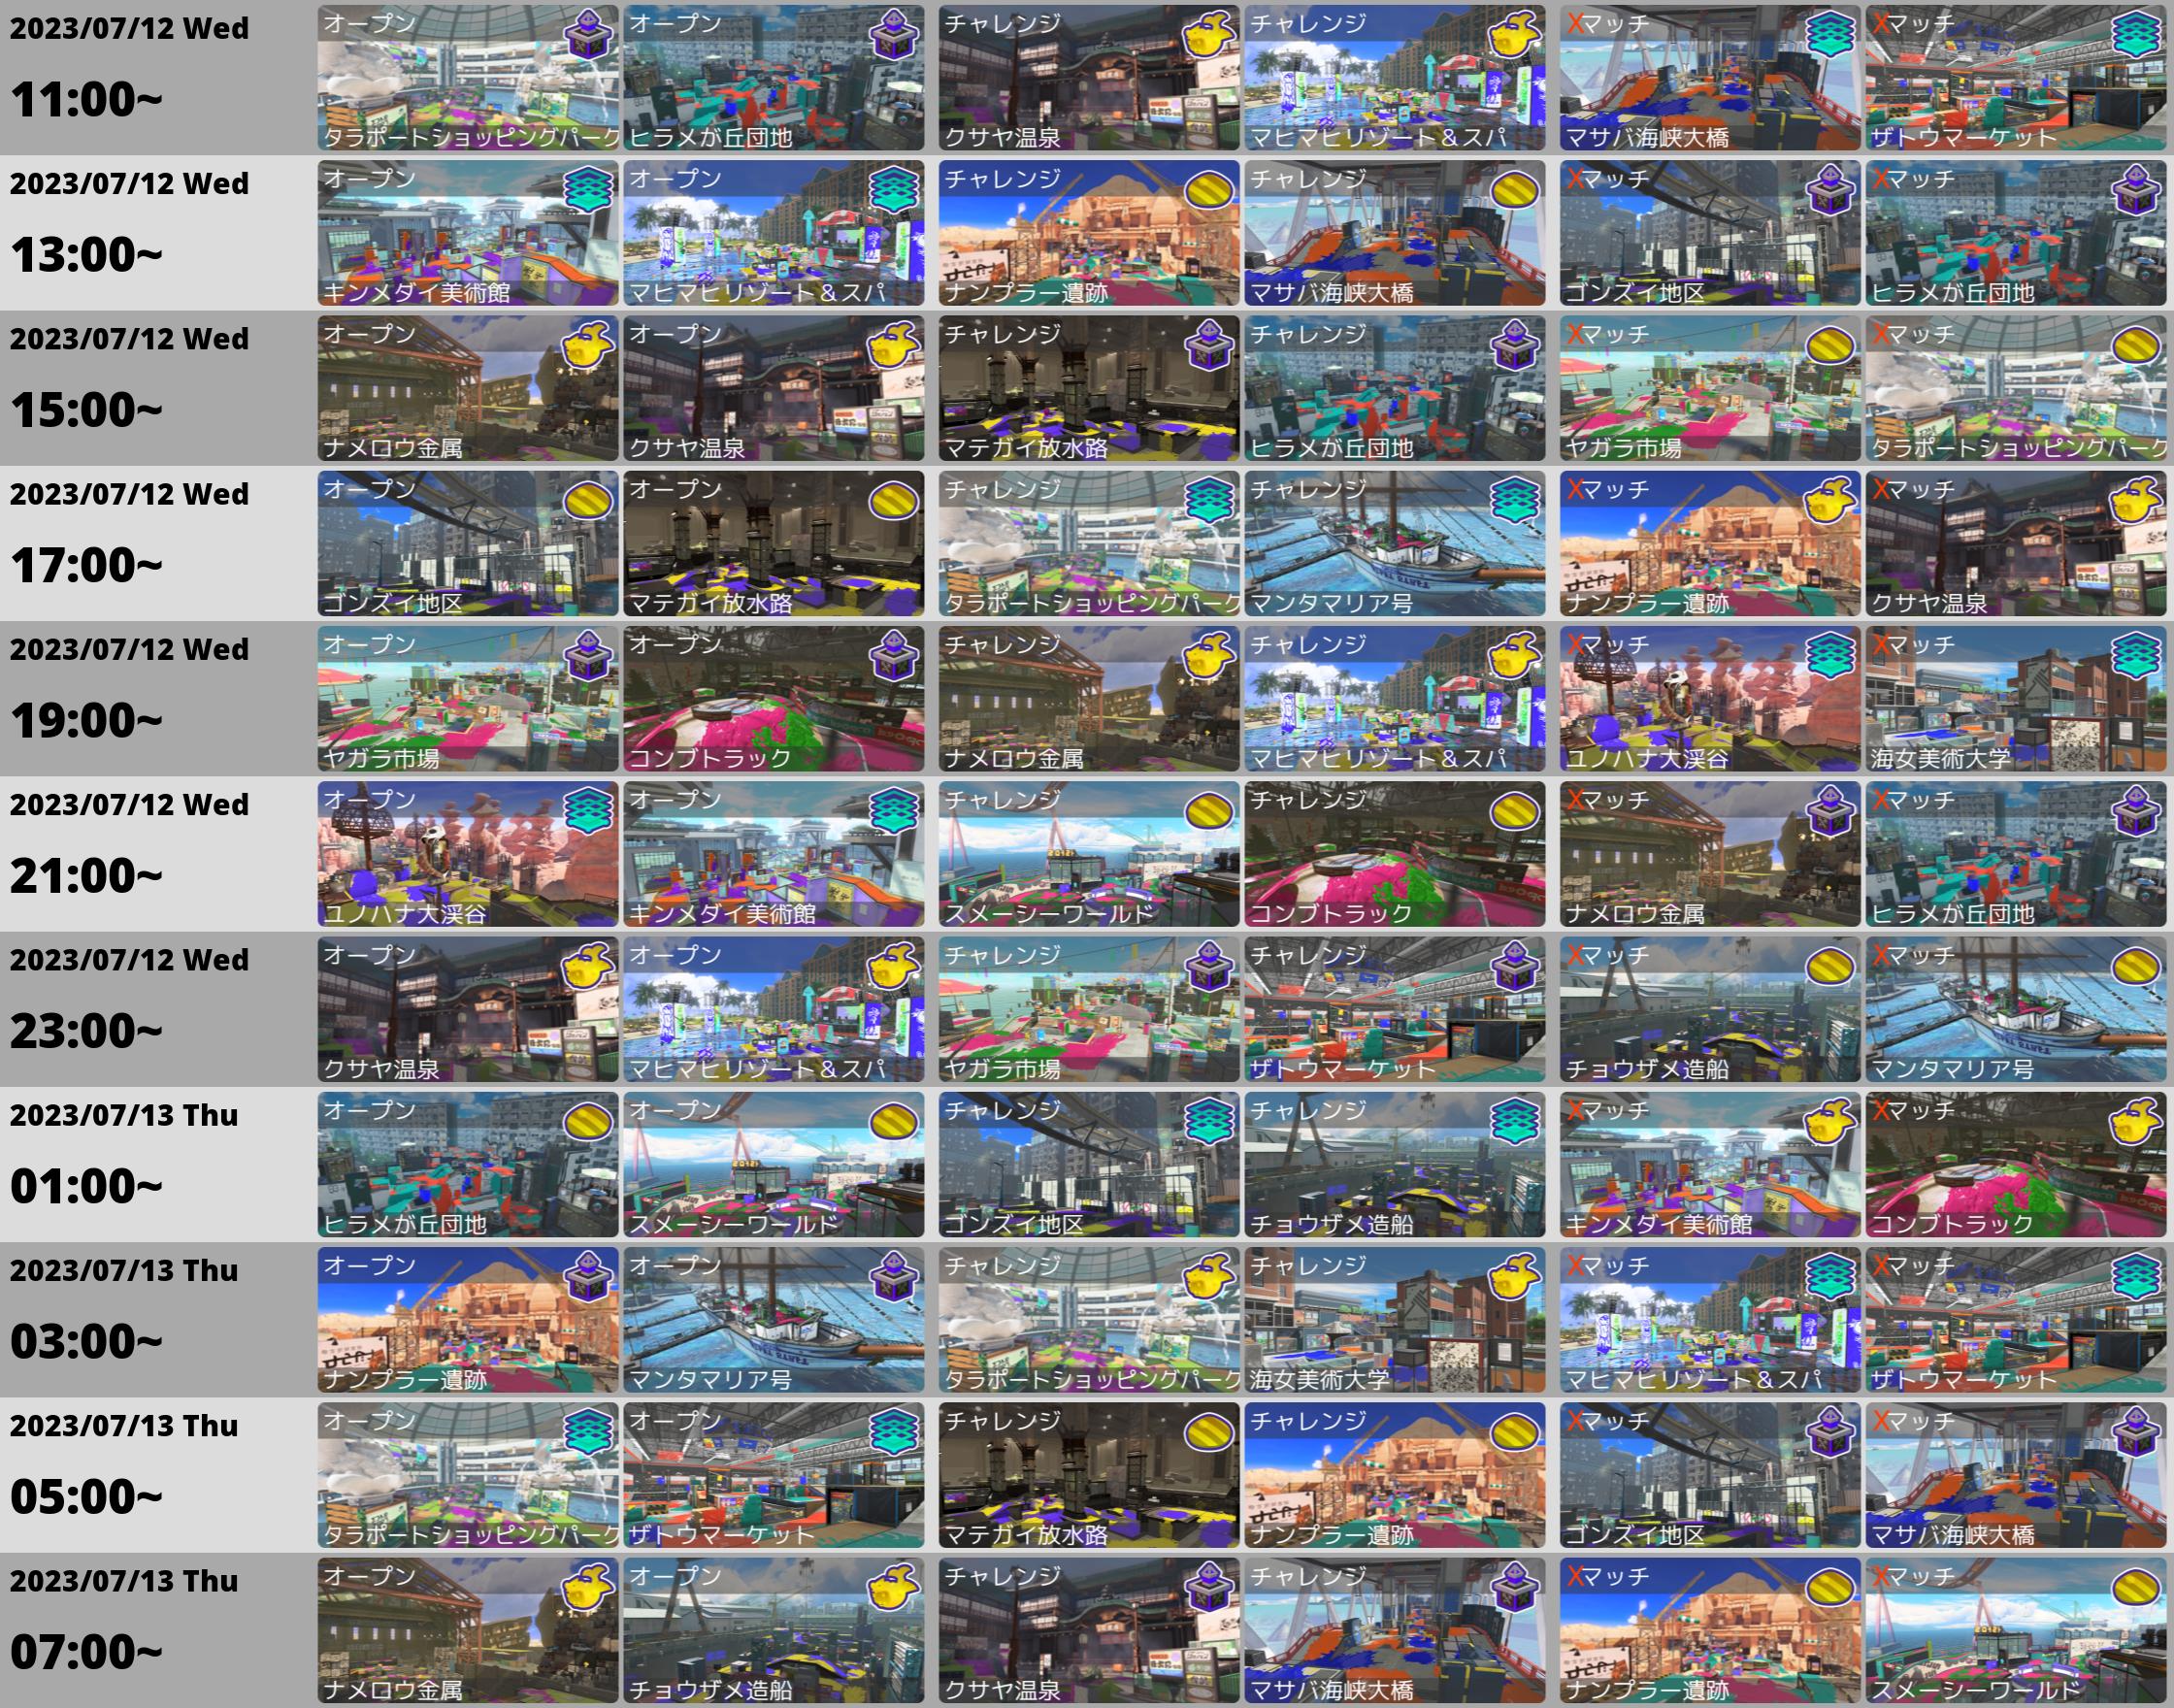 2023/07/12 Wed
11:00~
オープン
タラポートショッピングパーク
オープン
ヒラメが丘団地
チャレンジ
クサヤ温泉
チャレンジ
マヒマヒリゾート＆スパ
Xマッチ
マサバ海峡大橋
Xマッチ
ザトウマーケット
2023/07/12 Wed
13:00~
オープン
キンメダイ美術館
オープン
マヒマヒリゾート＆スパ
チャレンジ
ナンプラー遺跡
チャレンジ
マサバ海峡大橋
Xマッチ
ゴンズイ地区
Xマッチ
ヒラメが丘団地
2023/07/12 Wed
15:00~
オープン
ナメロウ金属
オープン
クサヤ温泉
チャレンジ
マテガイ放水路
チャレンジ
ヒラメが丘団地
Xマッチ
ヤガラ市場
Xマッチ
タラポートショッピングパーク
2023/07/12 Wed
17:00~
オープン
ゴンズイ地区
オープン
マテガイ放水路
チャレンジ
タラポートショッピングパーク
チャレンジ
マンタマリア号
Xマッチ
ナンプラー遺跡
Xマッチ
クサヤ温泉
2023/07/12 Wed
19:00~
オープン
ヤガラ市場
オープン
コンブトラック
チャレンジ
ナメロウ金属
チャレンジ
マヒマヒリゾート＆スパ
Xマッチ
ユノハナ大渓谷
Xマッチ
海女美術大学
2023/07/12 Wed
21:00~
オープン
ユノハナ大渓谷
オープン
キンメダイ美術館
チャレンジ
スメーシーワールド
チャレンジ
コンブトラック
Xマッチ
ナメロウ金属
Xマッチ
ヒラメが丘団地
2023/07/12 Wed
23:00~
オープン
クサヤ温泉
オープン
マヒマヒリゾート＆スパ
チャレンジ
ヤガラ市場
チャレンジ
ザトウマーケット
Xマッチ
チョウザメ造船
Xマッチ
マンタマリア号
2023/07/13 Thu
01:00~
オープン
ヒラメが丘団地
オープン
スメーシーワールド
チャレンジ
ゴンズイ地区
チャレンジ
チョウザメ造船
Xマッチ
キンメダイ美術館
Xマッチ
コンブトラック
2023/07/13 Thu
03:00~
オープン
ナンプラー遺跡
オープン
マンタマリア号
チャレンジ
タラポートショッピングパーク
チャレンジ
海女美術大学
Xマッチ
マヒマヒリゾート＆スパ
Xマッチ
ザトウマーケット
2023/07/13 Thu
05:00~
オープン
タラポートショッピングパーク
オープン
ザトウマーケット
チャレンジ
マテガイ放水路
チャレンジ
ナンプラー遺跡
Xマッチ
ゴンズイ地区
Xマッチ
マサバ海峡大橋
2023/07/13 Thu
07:00~
オープン
ナメロウ金属
オープン
チョウザメ造船
チャレンジ
クサヤ温泉
チャレンジ
マサバ海峡大橋
Xマッチ
ナンプラー遺跡
Xマッチ
スメーシーワールド